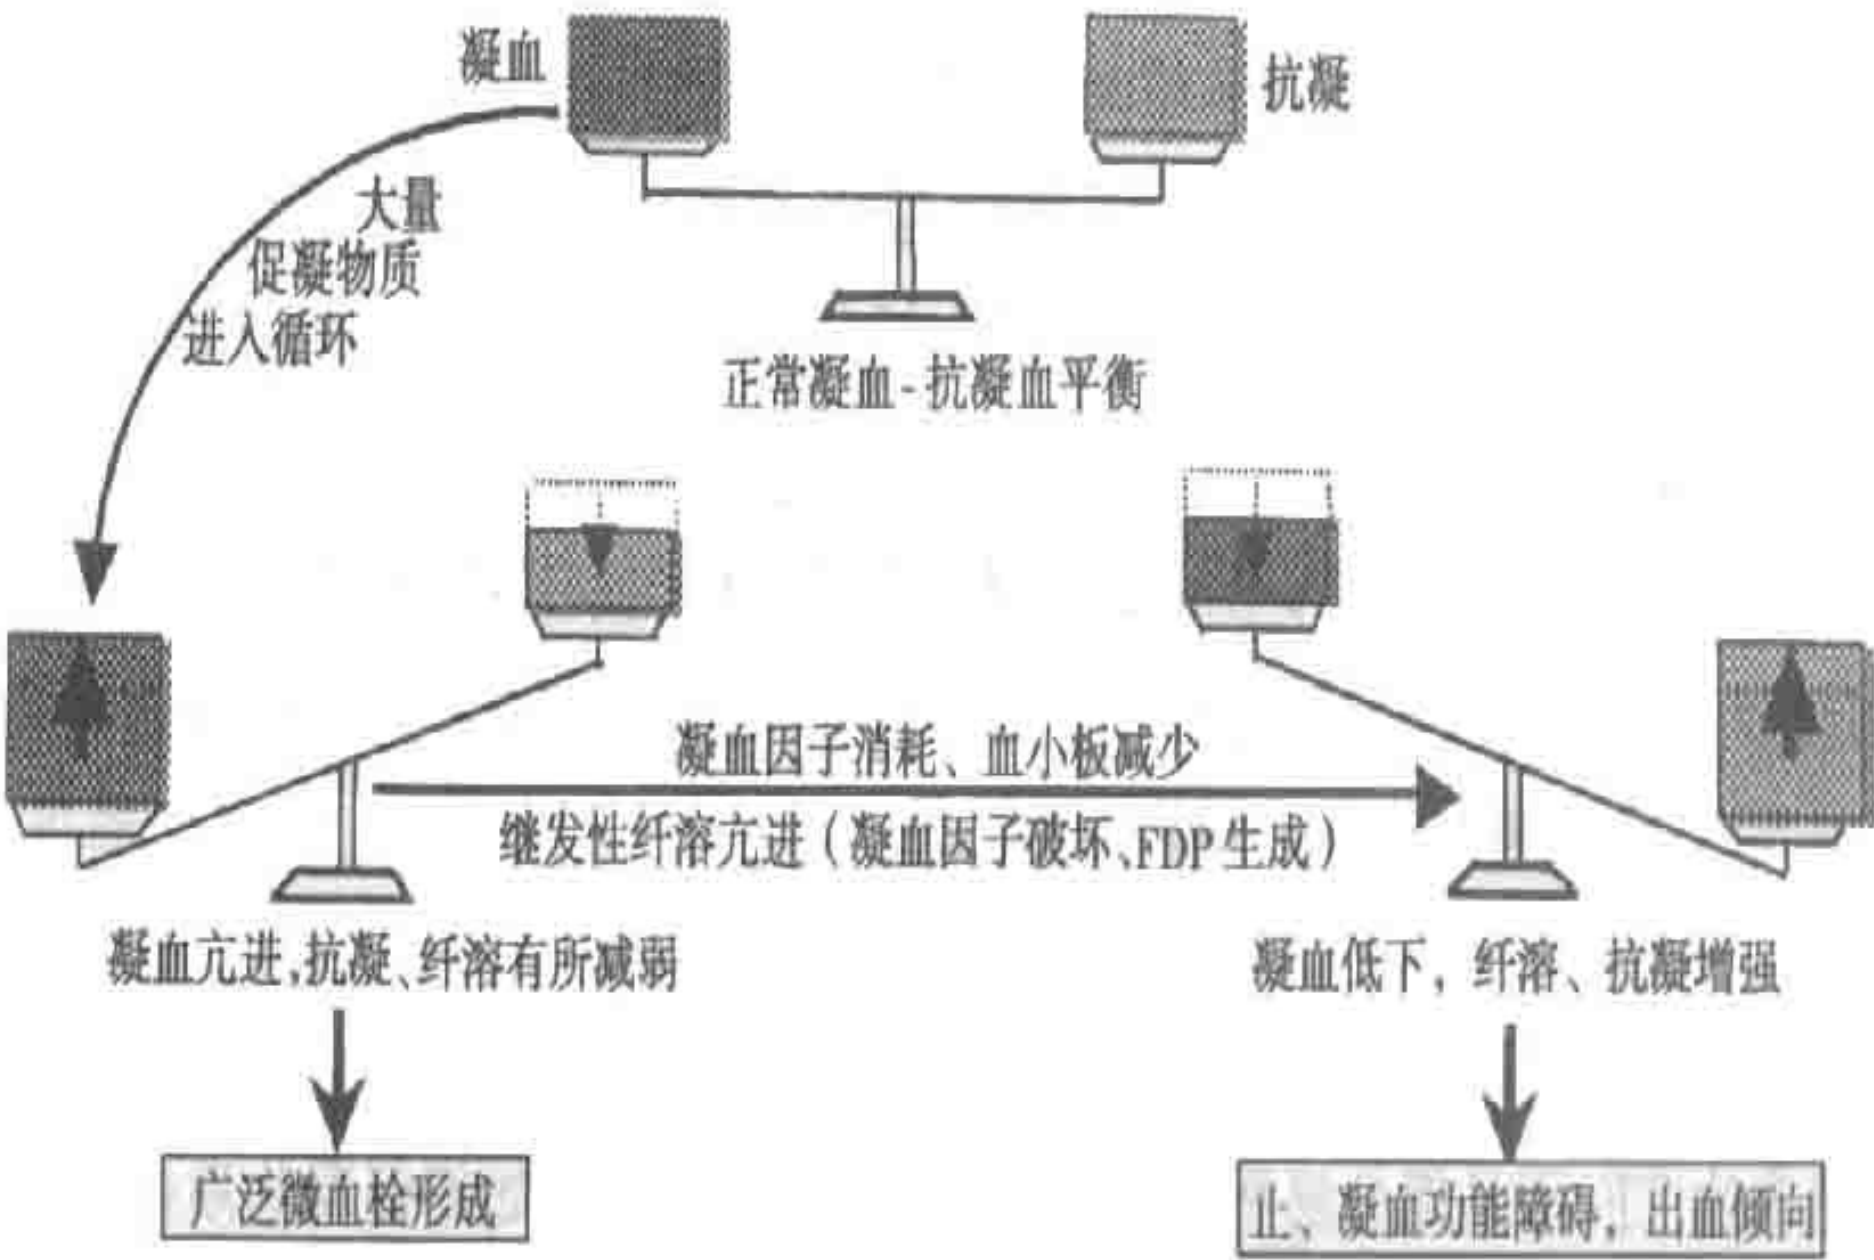 凝血
抗凝
大量
促凝物质
进入循环
正常凝血-抗凝血平衡
凝血因子消耗、血小板减少
继发性纤溶亢进（凝血因子破坏、FDP生成）
凝血亢进,抗凝、纤溶有所减弱
凝血低下，纤溶、抗凝增强
广泛微血栓形成
止、凝血功能障碍，出血倾向